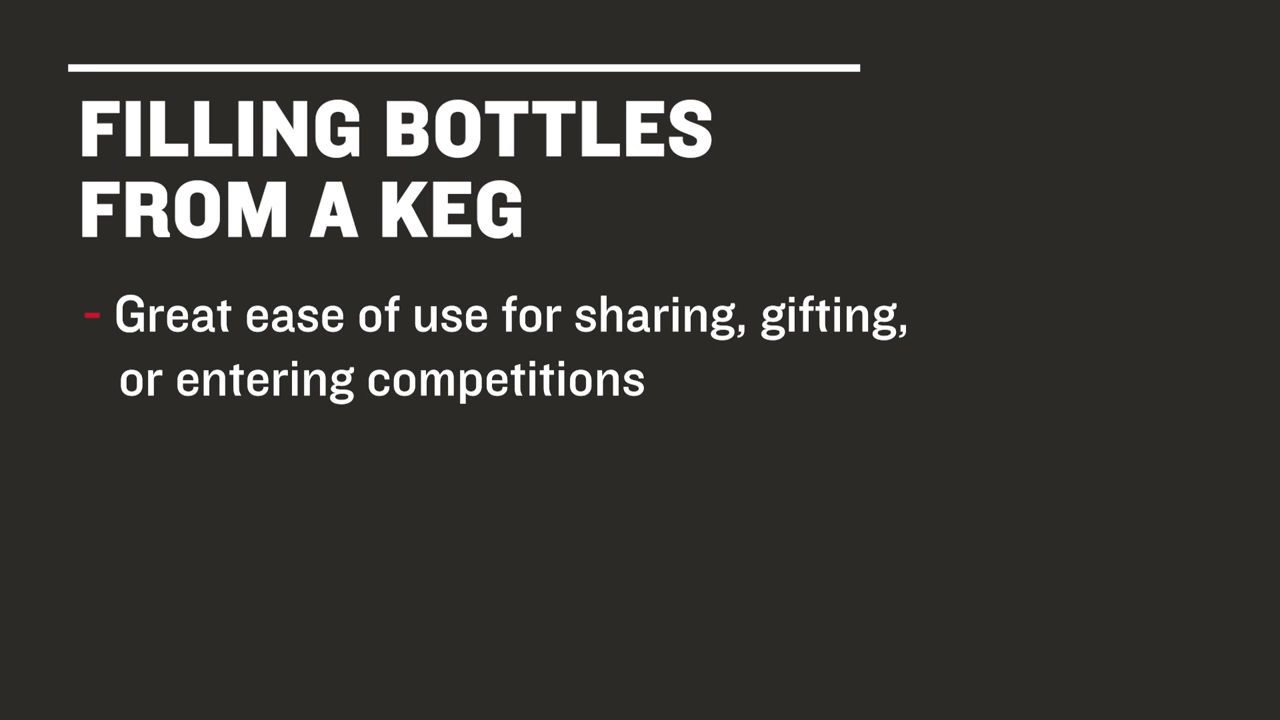 FILLING BOTTLES
FROM A KEG
- Great ease of use for sharing, gifting,
or entering competitions